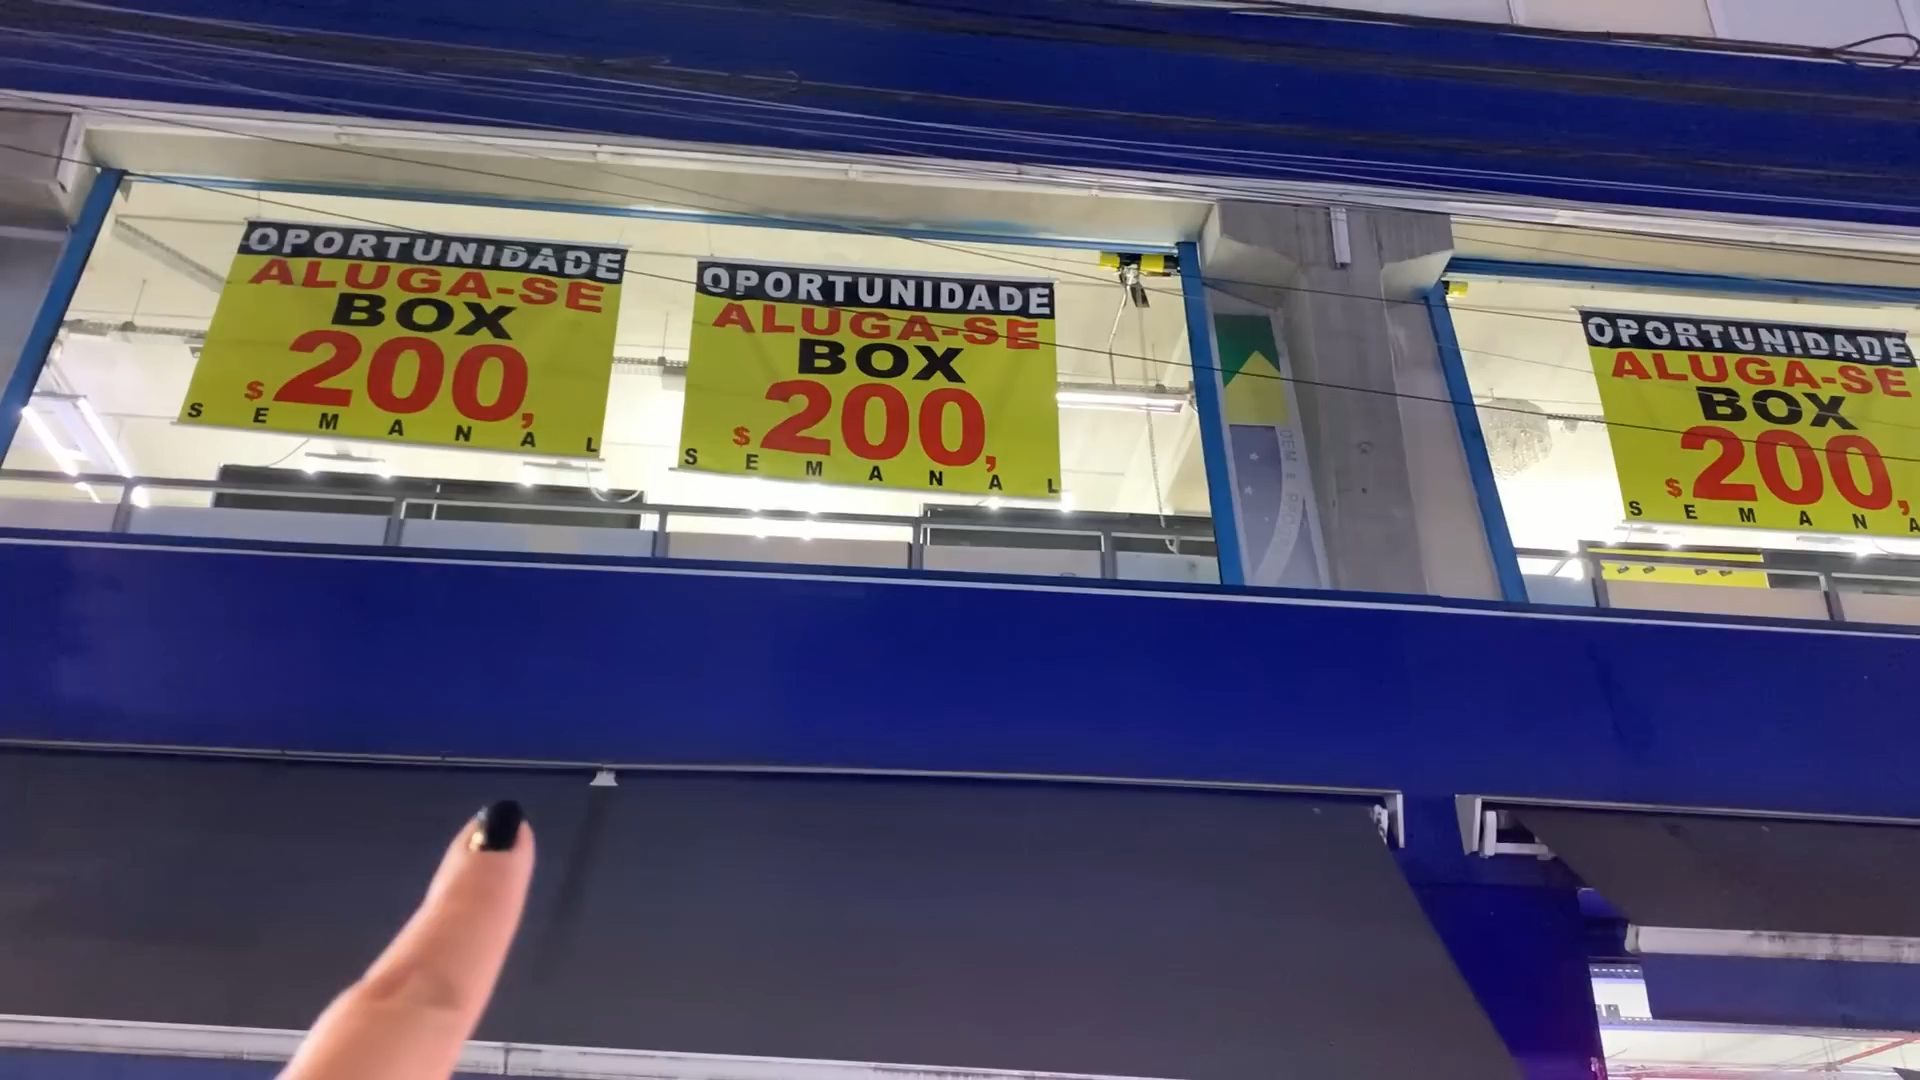 OPORTUNIDADE
ALUGA-SE
BOX
$200,
SEMANAL
OPORTUNIDADE
ALUGA-SE
BOX
$200,
SEMANAL
OPORTUNIDADE
ALUGA-SE
BOX
$200,
SEMANA